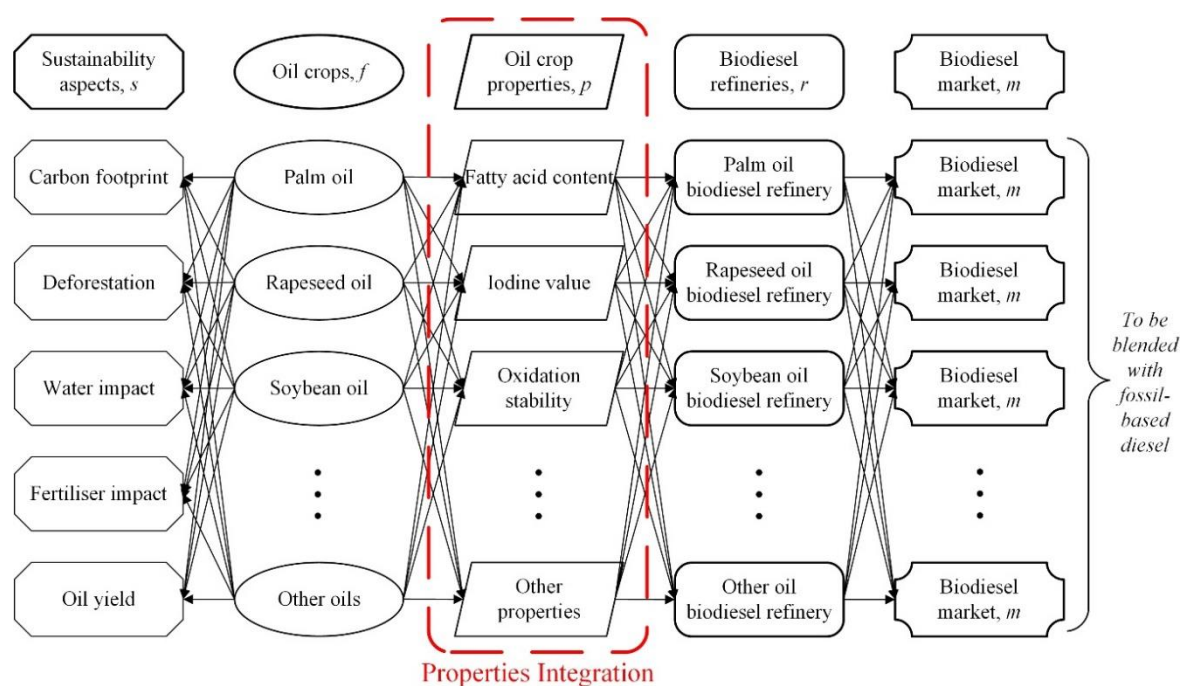 Sustainability
aspects, s
Oil crops, f
Oil crop
properties, p
Biodiesel
refineries, r
Biodiesel
market, m
Carbon footprint
Palm oil
Fatty acid content
Palm oil
biodiesel refinery
Biodiesel
market, m
Deforestation
Rapeseed oil
Iodine value
Rapeseed oil
biodiesel refinery
Biodiesel
market, m
Water impact
Soybean oil
Oxidation
stability
Soybean oil
biodiesel refinery
Biodiesel
market, m
Fertiliser impact
Oil yield
Other oils
Other
properties
Other oil
biodiesel refinery
Biodiesel
market, m
To be
blended
with
fossil-
based
diesel
Properties Integration